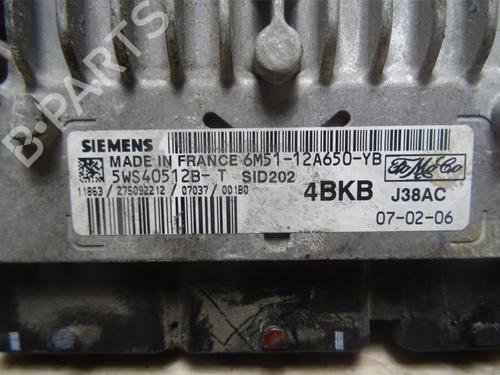 B-PARTS
SIEMENS
MADE IN FRANCE 6M51-12A650-YB
5WS40512B- T SID202
11863 / 275092212 / 07037 / 001B0
4BKB
FoMoCo
J38AC
07-02-06